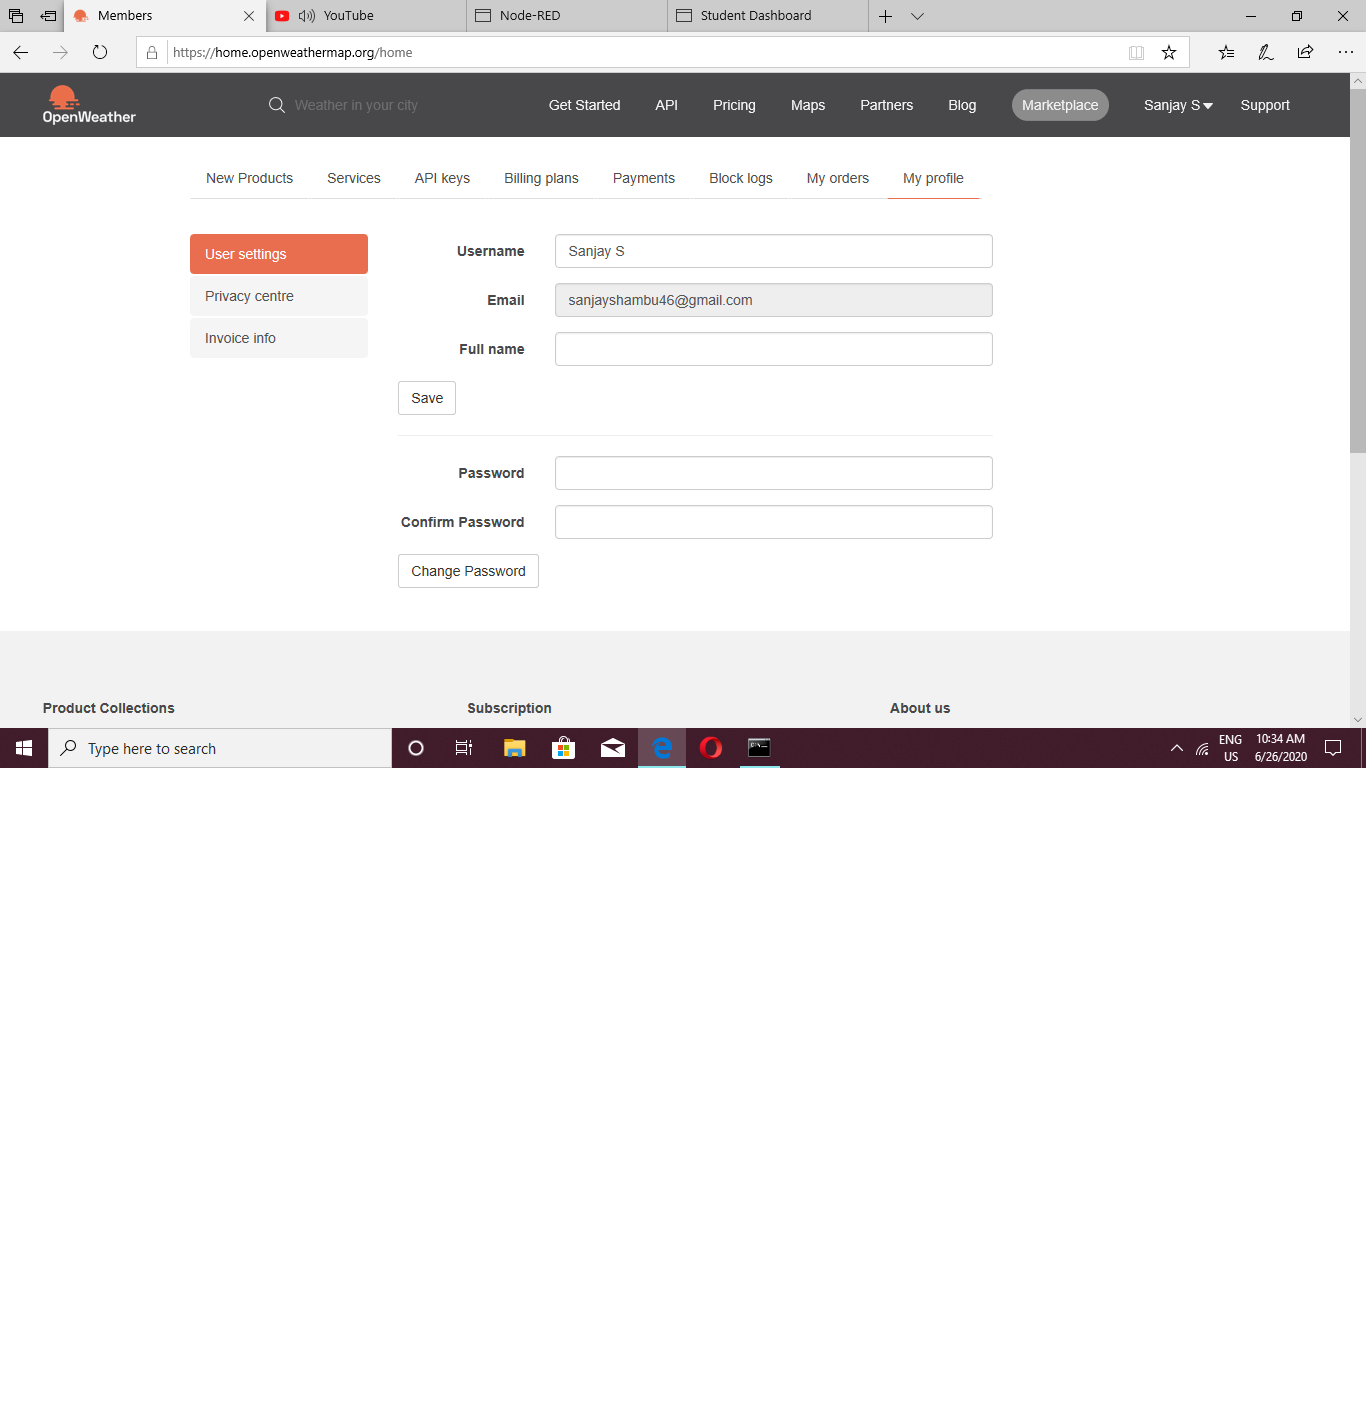 Members
YouTube
Node-RED
Student Dashboard
https://home.openweathermap.org/home
OpenWeather
Weather in your city
Get Started
API
Pricing
Maps
Partners
Blog
Marketplace
Sanjay S
Support
New Products
Services
API keys
Billing plans
Payments
Block logs
My orders
My profile
User settings
Privacy centre
Invoice info
Username
Sanjay S
Email
sanjayshambu46@gmail.com
Full name
Save
Password
Confirm Password
Change Password
Product Collections
Subscription
About us
Type here to search
ENG
US
10:34 AM
6/26/2020